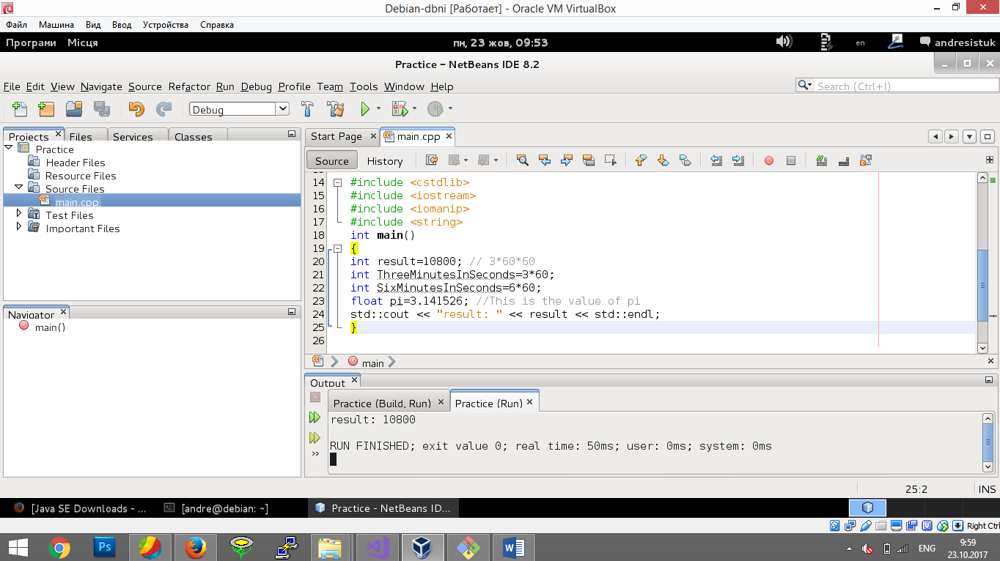 Debian-dbni [Работает] - Oracle VM VirtualBox
Файл Машина Вид Ввод Устройства Справка
Програми Місця пн, 23 жов, 09:53 en andresistuk
Practice - NetBeans IDE 8.2
File Edit View Navigate Source Refactor Run Debug Profile Team Tools Window Help
Search (Ctrl+I)
Debug
Projects Files Services Classes
Practice
Header Files
Resource Files
Source Files
main.cpp
Test Files
Important Files
Navigator
main()
Start Page main.cpp
Source History
14 #include <cstdlib>
15 #include <iostream>
16 #include <iomanip>
17 #include <string>
18 int main()
19 {
20 int result=10800; // 3*60*60
21 int ThreeMinutesInSeconds=3*60;
22 int SixMinutesInSeconds=6*60;
23 float pi=3.141526; //This is the value of pi
24 std::cout << "result: " << result << std::endl;
25 }
26
main
Output
Practice (Build, Run) Practice (Run)
result: 10800
RUN FINISHED; exit value 0; real time: 50ms; user: 0ms; system: 0ms
25:2 INS
[Java SE Downloads - ... [andre@debian: ~] Practice - NetBeans ID...
Right Ctrl
Ps
ENG
9:59
23.10.2017